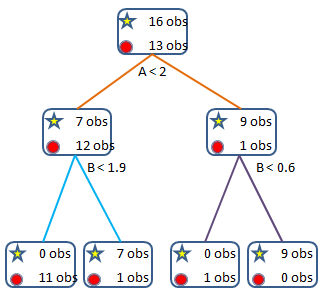 16 obs
13 obs
A < 2
7 obs
12 obs
9 obs
1 obs
B < 1.9
B < 0.6
0 obs
11 obs
7 obs
1 obs
0 obs
1 obs
9 obs
0 obs